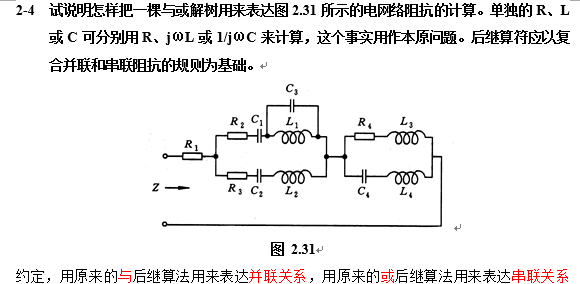 2-4 试说明怎样把一棵与或解树用来表达图 2.31 所示的电网络阻抗的计算。单独的 R、L
或 C 可分别用 R、jωL 或 1/jωC 来计算，这个事实用作本原问题。后继算符应以复
合并联和串联阻抗的规则为基础。
C₃
R₂ C₁ L₁ R₄ L₃
R₁
Z
R₃ C₂ L₂ C₄ L₄
图 2.31
约定，用原来的与后继算法用来表达并联关系，用原来的或后继算法用来表达串联关系